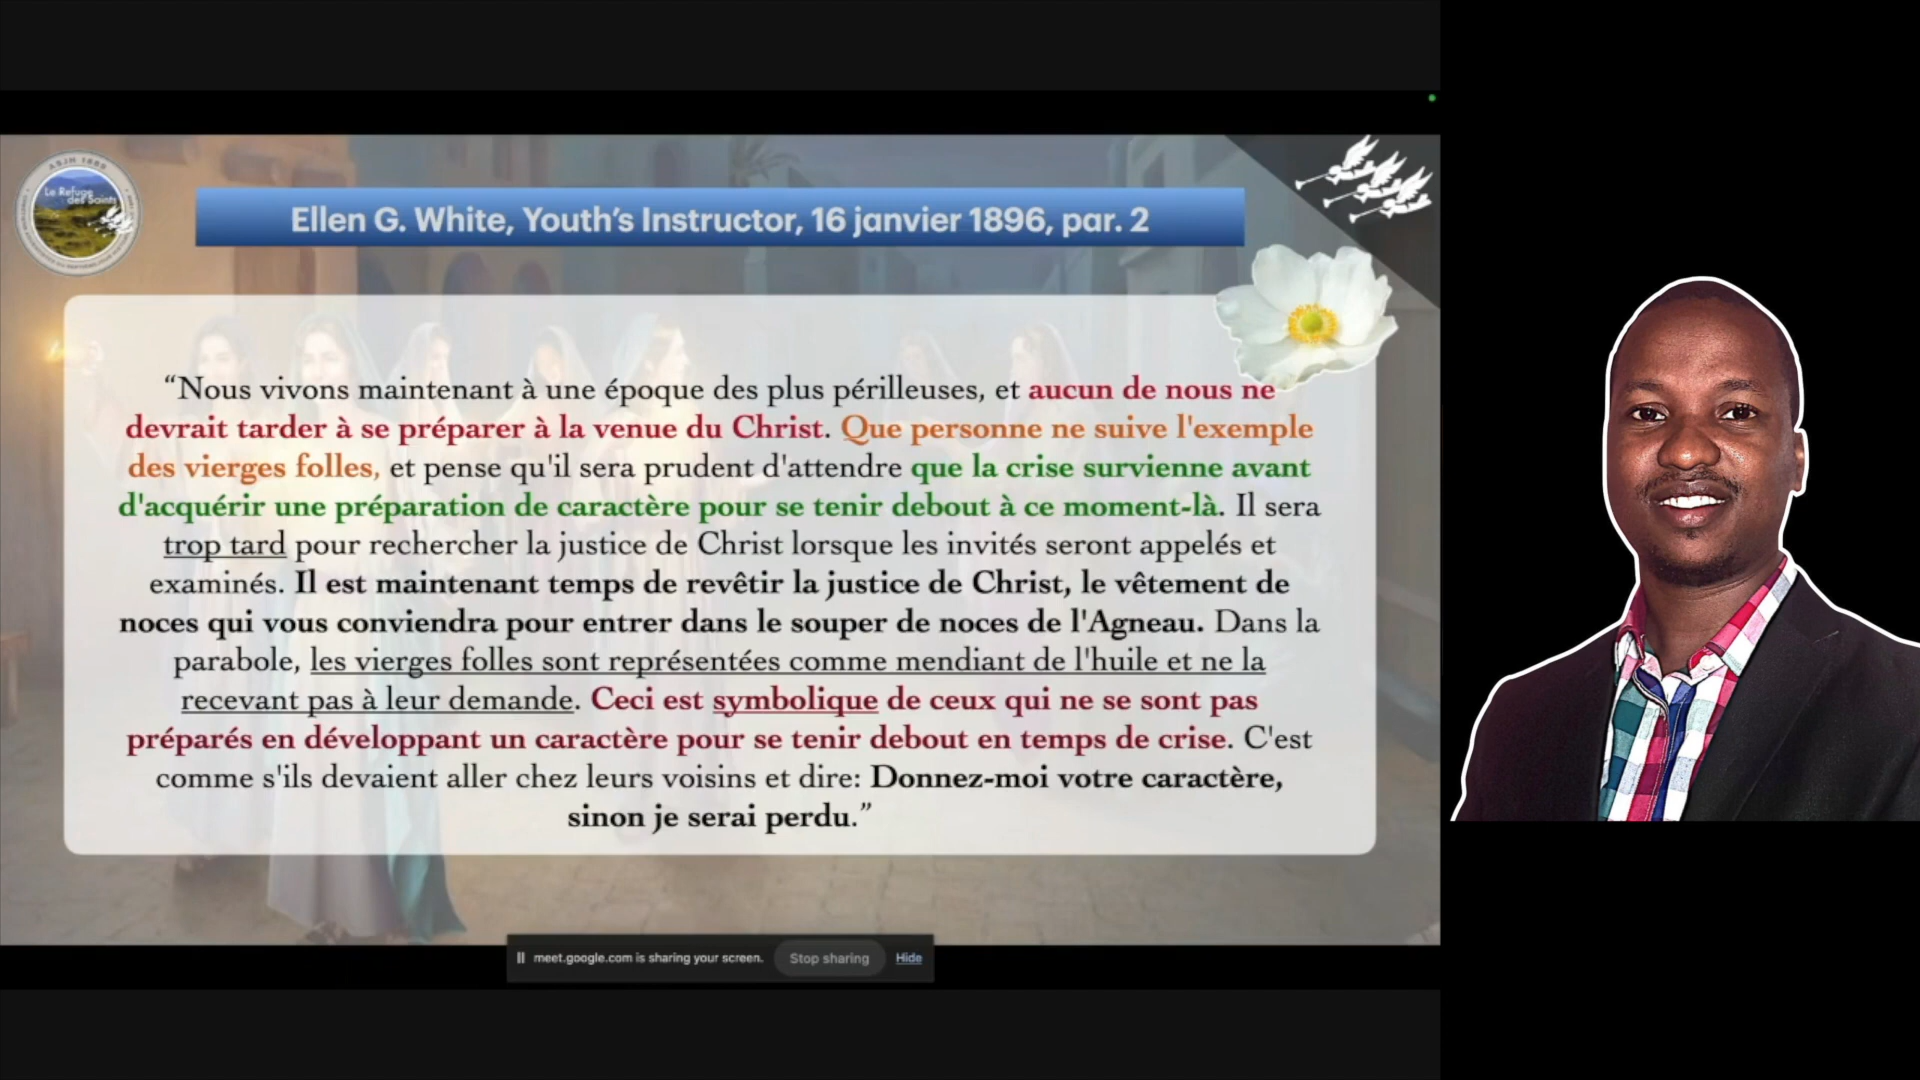 ASJH 1889
Le Refuge
des Saints
Ellen G. White, Youth’s Instructor, 16 janvier 1896, par. 2
“Nous vivons maintenant à une époque des plus périlleuses, et aucun de nous ne
devrait tarder à se préparer à la venue du Christ. Que personne ne suive l'exemple
des vierges folles, et pense qu'il sera prudent d'attendre que la crise survienne avant
d'acquérir une préparation de caractère pour se tenir debout à ce moment-là. Il sera
trop tard pour rechercher la justice de Christ lorsque les invités seront appelés et
examinés. Il est maintenant temps de revêtir la justice de Christ, le vêtement de
noces qui vous conviendra pour entrer dans le souper de noces de l'Agneau. Dans la
parabole, les vierges folles sont représentées comme mendiant de l'huile et ne la
recevant pas à leur demande. Ceci est symbolique de ceux qui ne se sont pas
préparés en développant un caractère pour se tenir debout en temps de crise. C'est
comme s'ils devaient aller chez leurs voisins et dire: Donnez-moi votre caractère,
sinon je serai perdu.”
meet.google.com is sharing your screen. Stop sharing Hide